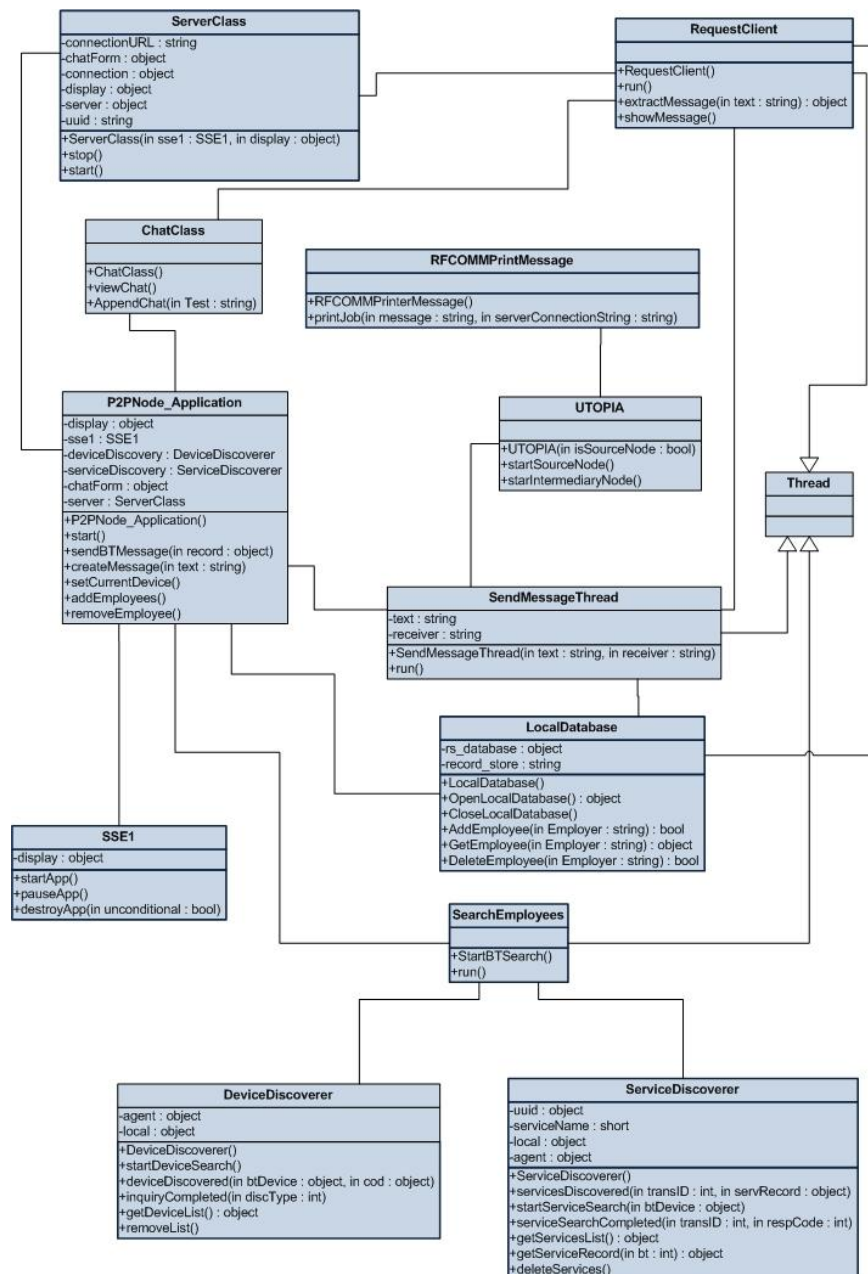 ServerClass
-connectionURL : string
-chatForm : object
-connection : object
-display : object
-server : object
-uuid : string
+ServerClass(in sse1 : SSE1, in display : object)
+stop()
+start()
RequestClient
+RequestClient()
+run()
+extractMessage(in text : string) : object
+showMessage()
ChatClass
+ChatClass()
+viewChat()
+AppendChat(in Test : string)
RFCOMMPrintMessage
+RFCOMMPrinterMessage()
+printJob(in message : string, in serverConnectionString : string)
P2PNode_Application
-display : object
-sse1 : SSE1
-deviceDiscovery : DeviceDiscoverer
-serviceDiscovery : ServiceDiscoverer
-chatForm : object
-server : ServerClass
+P2PNode_Application()
+start()
+sendBTMessage(in record : object)
+createMessage(in text : string)
+setCurrentDevice()
+addEmployees()
+removeEmployee()
UTOPIA
+UTOPIA(in isSourceNode : bool)
+startSourceNode()
+starIntermediaryNode()
Thread
SendMessageThread
-text : string
-receiver : string
+SendMessageThread(in text : string, in receiver : string)
+run()
LocalDatabase
-rs_database : object
-record_store : string
+LocalDatabase()
+OpenLocalDatabase() : object
+CloseLocalDatabase()
+AddEmployee(in Employer : string) : bool
+GetEmployee(in Employer : string) : object
+DeleteEmployee(in Employer : string) : bool
SSE1
-display : object
+startApp()
+pauseApp()
+destroyApp(in unconditional : bool)
SearchEmployees
+StartBTSearch()
+run()
DeviceDiscoverer
-agent : object
-local : object
+DeviceDiscoverer()
+startDeviceSearch()
+deviceDiscovered(in btDevice : object, in cod : object)
+inquiryCompleted(in discType : int)
+getDeviceList() : object
+removeList()
ServiceDiscoverer
-uuid : object
-serviceName : short
-local : object
-agent : object
+ServiceDiscoverer()
+servicesDiscovered(in transID : int, in servRecord : object)
+startServiceSearch(in btDevice : object)
+serviceSearchCompleted(in transID : int, in respCode : int)
+getServicesList() : object
+getServiceRecord(in bt : int) : object
+deleteServices()